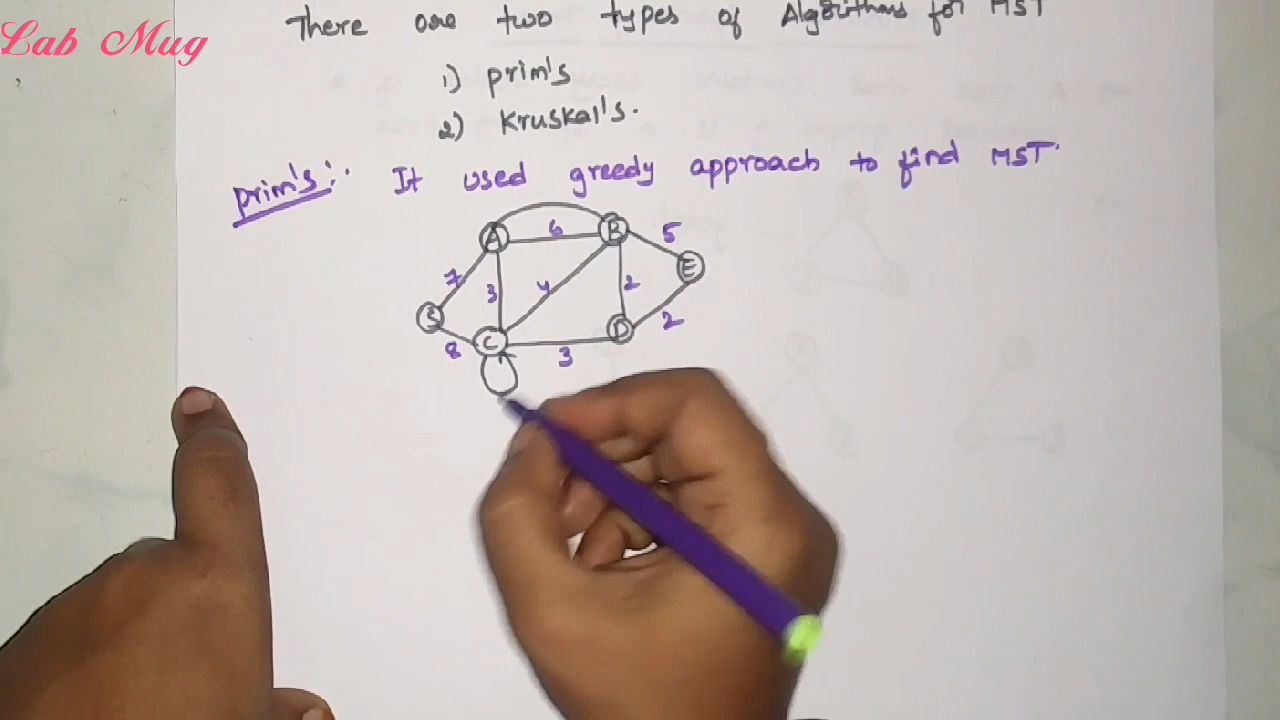 Lab Mug
There are two types of Algorithms for MST
1) prim's
2) Kruskal's.
prim's:- It used greedy approach to find MST.
A 6 B 5
7 3 4 2 E
S 8 C 3 D 2